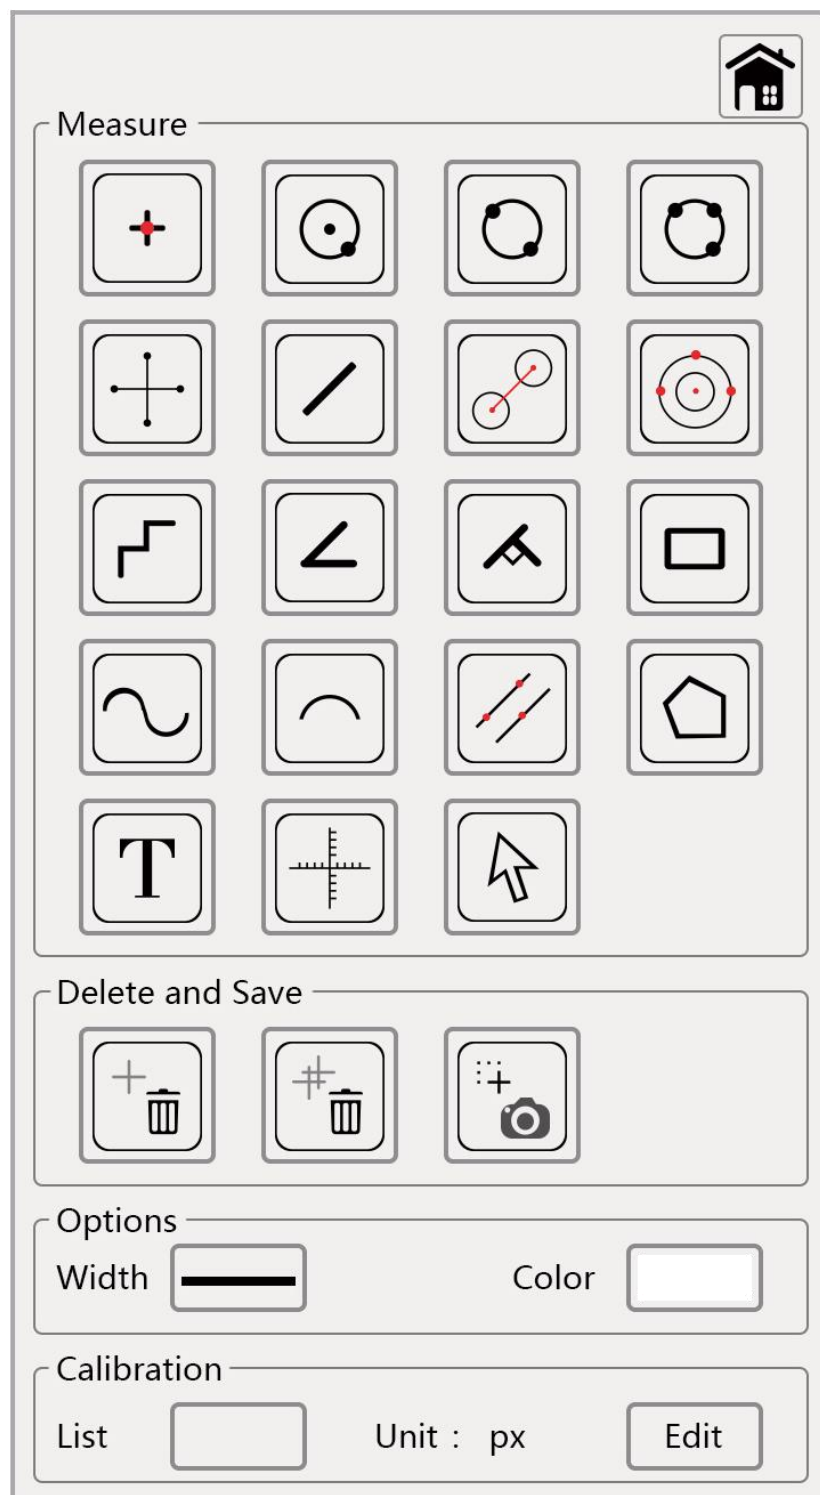 Measure
T
Delete and Save
Options
Width Color
Calibration
List Unit : px Edit